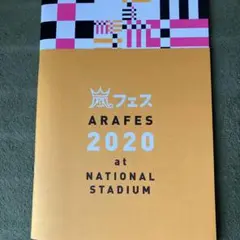 嵐フェス
ARAFES
2020
at
NATIONAL
STADIUM